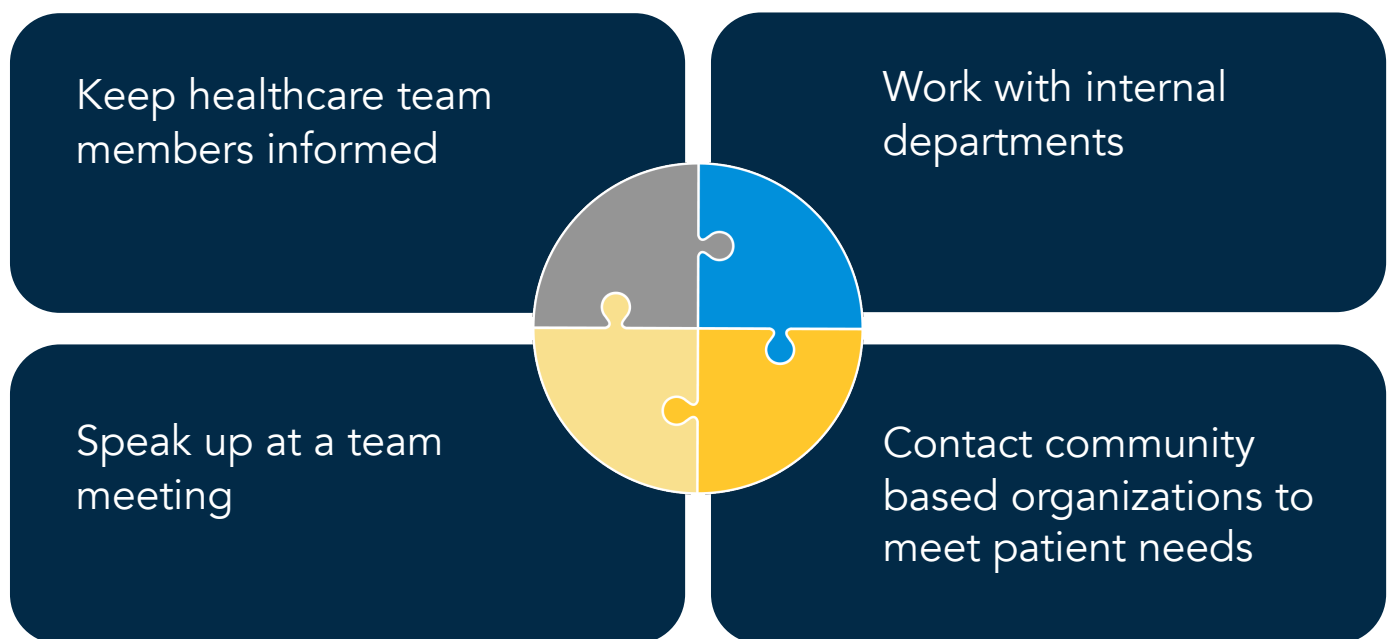 Keep healthcare team
members informed
Work with internal
departments
Speak up at a team
meeting
Contact community
based organizations to
meet patient needs